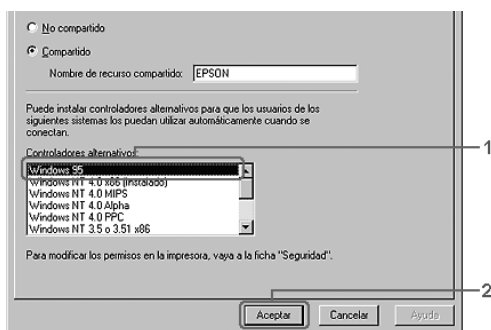 No compartido
Compartido
Nombre de recurso compartido: EPSON
Puede instalar controladores alternativos para que los usuarios de los
siguientes sistemas los puedan utilizar automáticamente cuando se
conectan.
Controladores alternativos:
1
Windows 95
Windows NT 4.0 x86 (instalado)
Windows NT 4.0 MIPS
Windows NT 4.0 Alpha
Windows NT 4.0 PPC
Windows NT 3.5 o 3.51 x86
Para modificar los permisos en la impresora, vaya a la ficha "Seguridad".
2
Aceptar Cancelar Ayuda